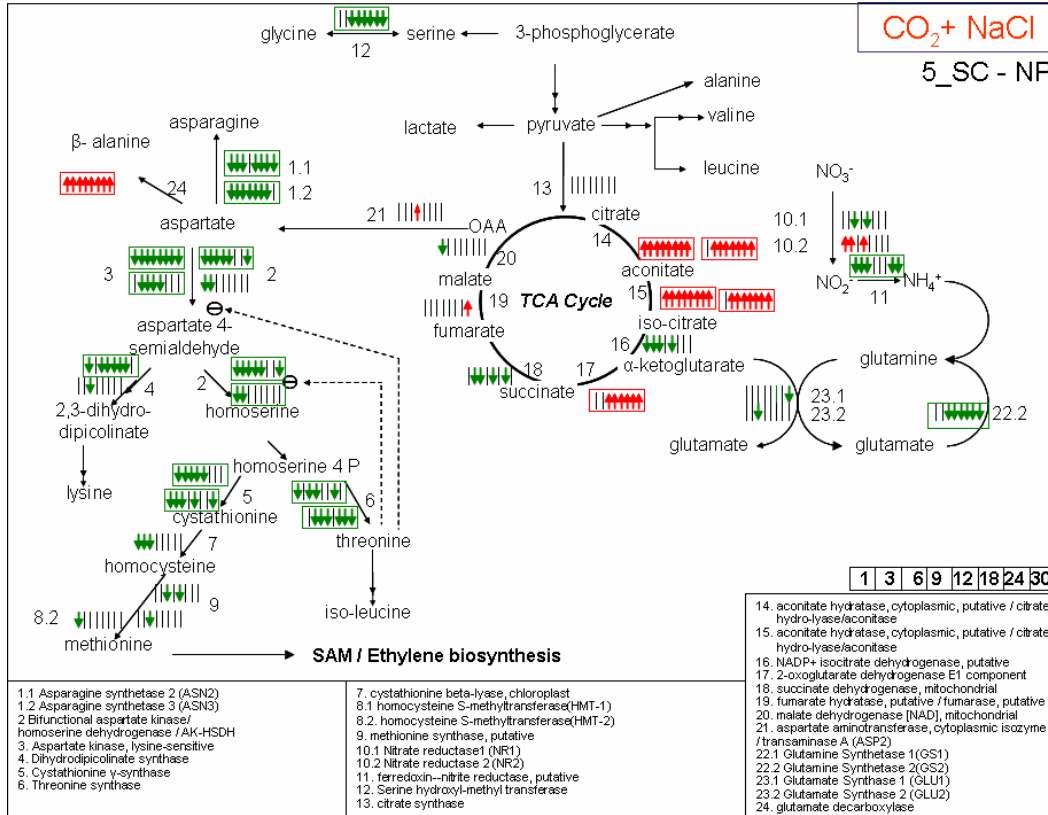 CO2+ NaCl
5_SC - NF
glycine
serine
3-phosphoglycerate
12
alanine
asparagine
β- alanine
lactate
pyruvate
valine
leucine
1.1
1.2
24
13
NO3-
aspartate
21
OAA
citrate
14
10.1
10.2
20
malate
aconitate
3
2
TCA Cycle
15
NO2-
NH4+
11
19
fumarate
iso-citrate
aspartate 4-
semialdehyde
16
α-ketoglutarate
glutamine
18
17
succinate
4
2
2,3-dihydro-
dipicolinate
homoserine
23.1
23.2
22.2
glutamate
glutamate
homoserine 4 P
lysine
5
6
cystathionine
threonine
7
homocysteine
9
iso-leucine
8.2
methionine
SAM / Ethylene biosynthesis
1 3 6 9 12 18 24 30
14. aconitate hydratase, cytoplasmic, putative / citrate
hydro-lyase/aconitase
15. aconitate hydratase, cytoplasmic, putative / citrate
hydro-lyase/aconitase
16. NADP+ isocitrate dehydrogenase, putative
17. 2-oxoglutarate dehydrogenase E1 component
18. succinate dehydrogenase, mitochondrial
19. fumarate hydratase, putative / fumarase, putative
20. malate dehydrogenase [NAD], mitochondrial
21. aspartate aminotransferase, cytoplasmic isozyme
/ transaminase A (ASP2)
22.1 Glutamine Synthetase 1(GS1)
22.2 Glutamine Synthetase 2(GS2)
23.1 Glutamate Synthase 1 (GLU1)
23.2 Glutamate Synthase 2 (GLU2)
24. glutamate decarboxylase
1.1 Asparagine synthetase 2 (ASN2)
1.2 Asparagine synthetase 3 (ASN3)
2 Bifunctional aspartate kinase/
homoserine dehydrogenase / AK-HSDH
3. Aspartate kinase, lysine-sensitive
4. Dihydrodipicolinate synthase
5. Cystathionine γ-synthase
6. Threonine synthase
7. cystathionine beta-lyase, chloroplast
8.1 homocysteine S-methyltransferase(HMT-1)
8.2. homocysteine S-methyltransferase(HMT-2)
9. methionine synthase, putative
10.1 Nitrate reductase1 (NR1)
10.2 Nitrate reductase 2 (NR2)
11. ferredoxin--nitrite reductase, putative
12. Serine hydroxyl-methyl transferase
13. citrate synthase